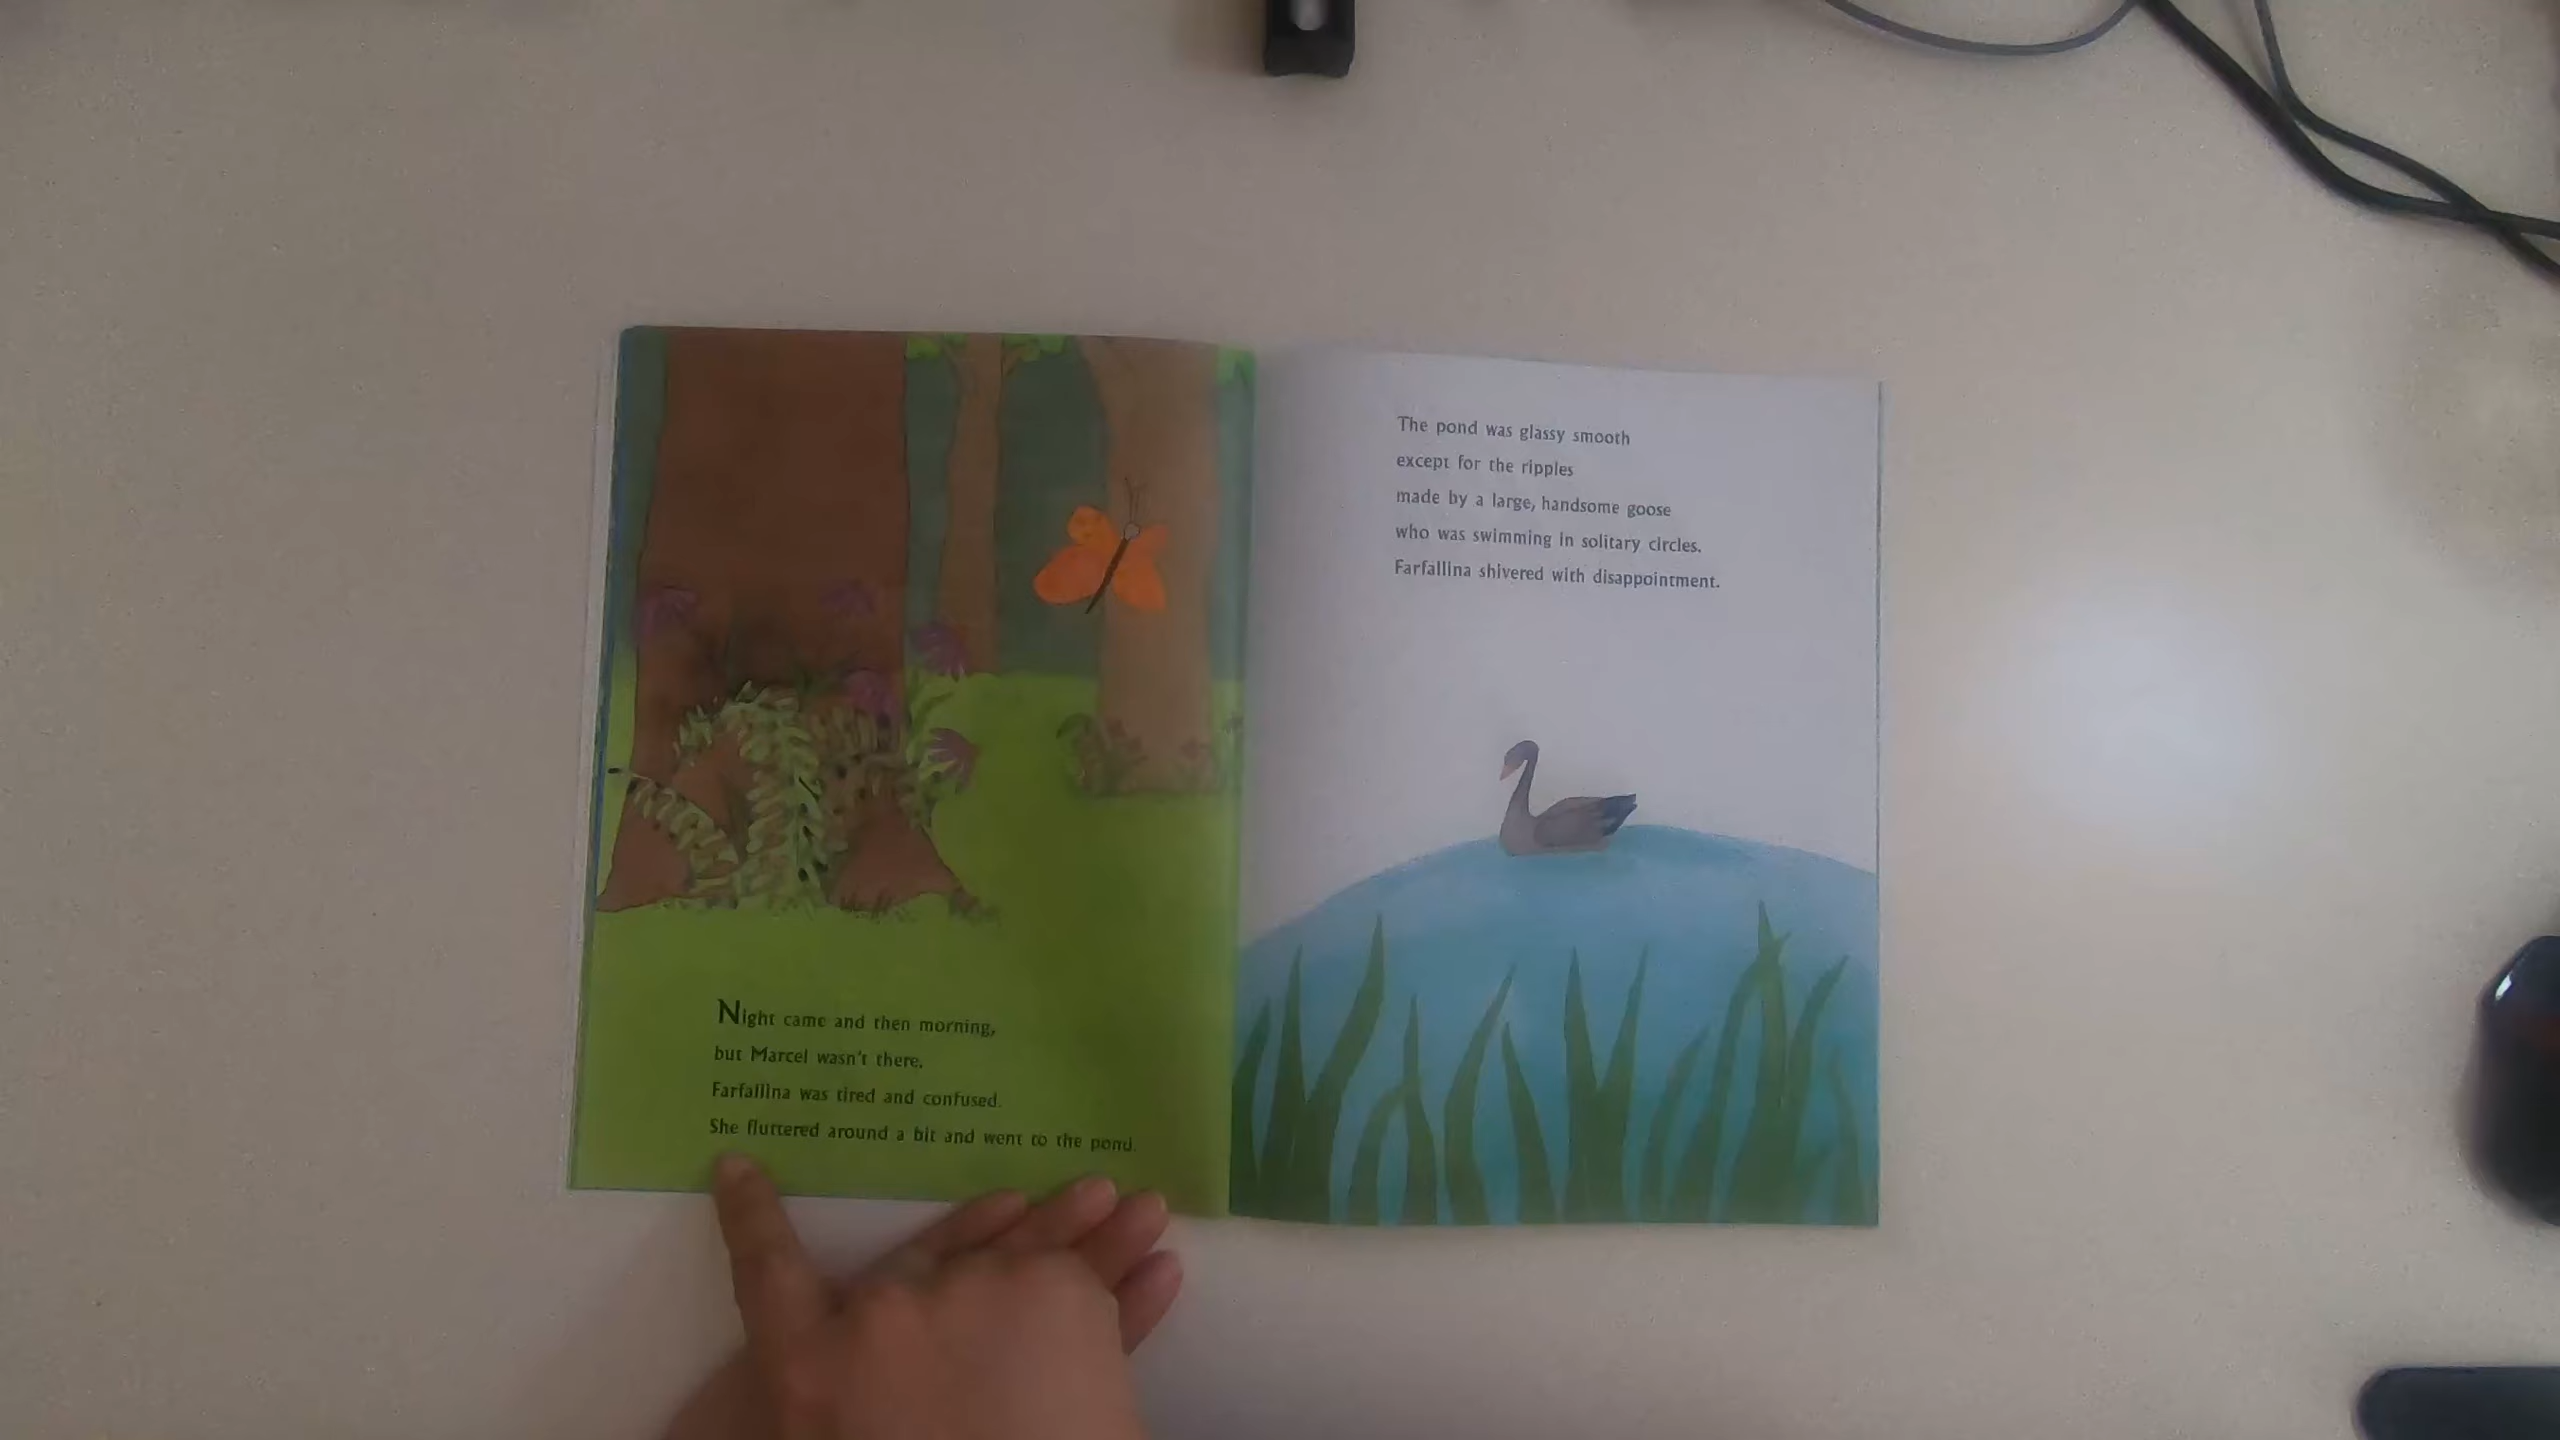 Night came and then morning,
but Marcel wasn't there.
Farfallina was tired and confused.
She fluttered around a bit and went to the pond.
The pond was glassy smooth
except for the ripples
made by a large, handsome goose
who was swimming in solitary circles.
Farfallina shivered with disappointment.